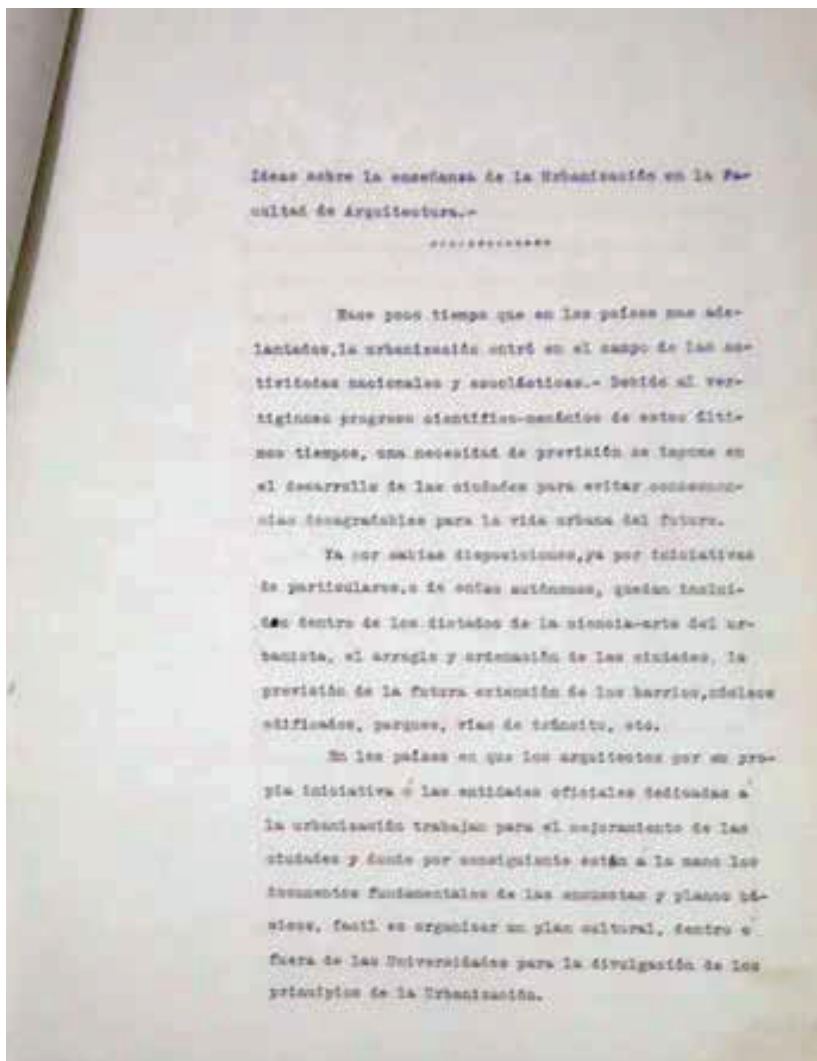 Ideas sobre la enseñanza de la Urbanización en la Fa-
cultad de Arquitectura.-
Hace poco tiempo que en los países mas ade-
lantados,la urbanización entró en el campo de las ac-
tividades nacionales y escolásticas.- Debido al ver-
tiginoso progreso científico-mecánico de estos últi-
mos tiempos, una necesidad de previsión se impone en
el desarrollo de las ciudades para evitar consecuen-
cias desagradables para la vida urbana del futuro.
Ya por sabias disposiciones,ya por iniciativas
de particulares,o de entes autónomos, quedan inclui-
dos dentro de los dictados de la ciencia-arte del ur-
banista, el arreglo y ordenación de las ciudades, la
previsión de la futura extensión de los barrios,núcleos
edificados, parques, vías de tránsito, etc.
En los países en que los arquitectos por su pro-
pia iniciativa ó las entidades oficiales dedicadas a
la urbanización trabajan para el mejoramiento de las
ciudades y donde por consiguiente están a la mano los
documentos fundamentales de las encuestas y planos bá-
sicos, facil es organizar un plan cultural, dentro o
fuera de las Universidades para la divulgación de los
principios de la Urbanización.